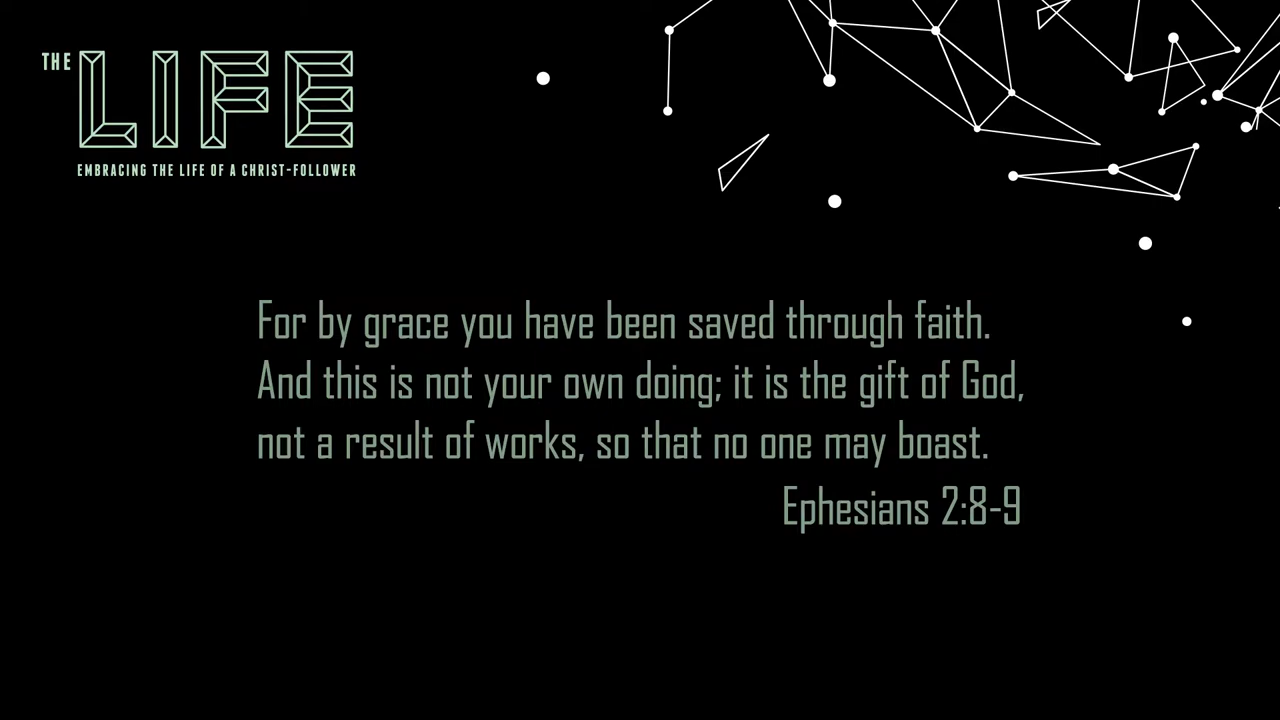 THE LIFE
EMBRACING THE LIFE OF A CHRIST-FOLLOWER
For by grace you have been saved through faith.
And this is not your own doing; it is the gift of God,
not a result of works, so that no one may boast.
Ephesians 2:8-9